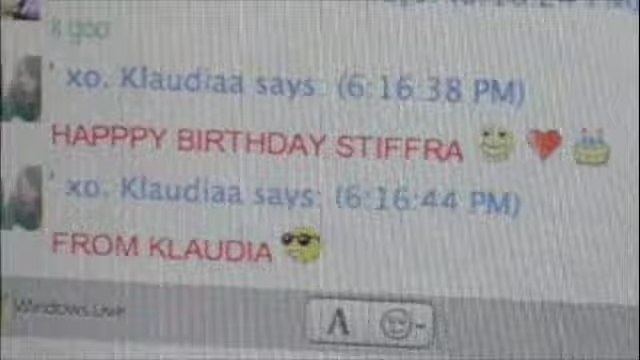 ' xo. Klaudiaa says: (6:16:38 PM)
HAPPPY BIRTHDAY STIFFRA
' xo. Klaudiaa says: (6:16:44 PM)
FROM KLAUDIA
Windows Live
A